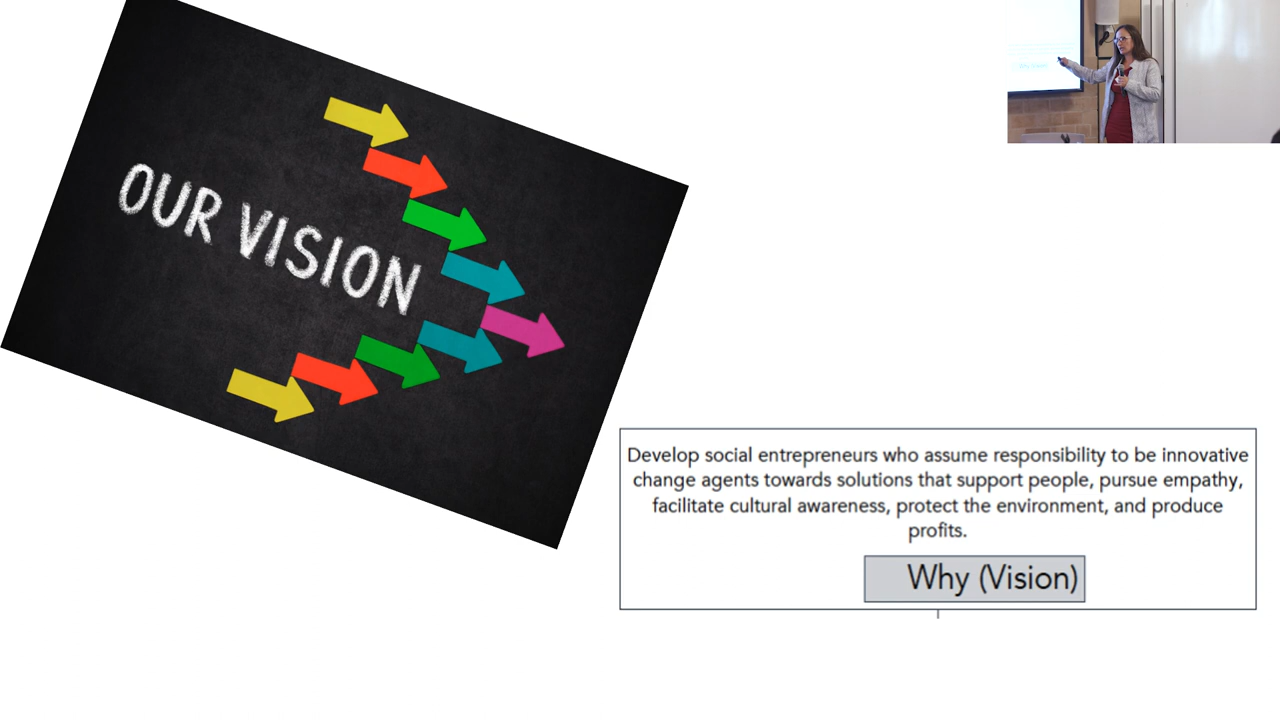 OUR VISION
Develop social entrepreneurs who assume responsibility to be innovative
change agents towards solutions that support people, pursue empathy,
facilitate cultural awareness, protect the environment, and produce
profits.
Why (Vision)